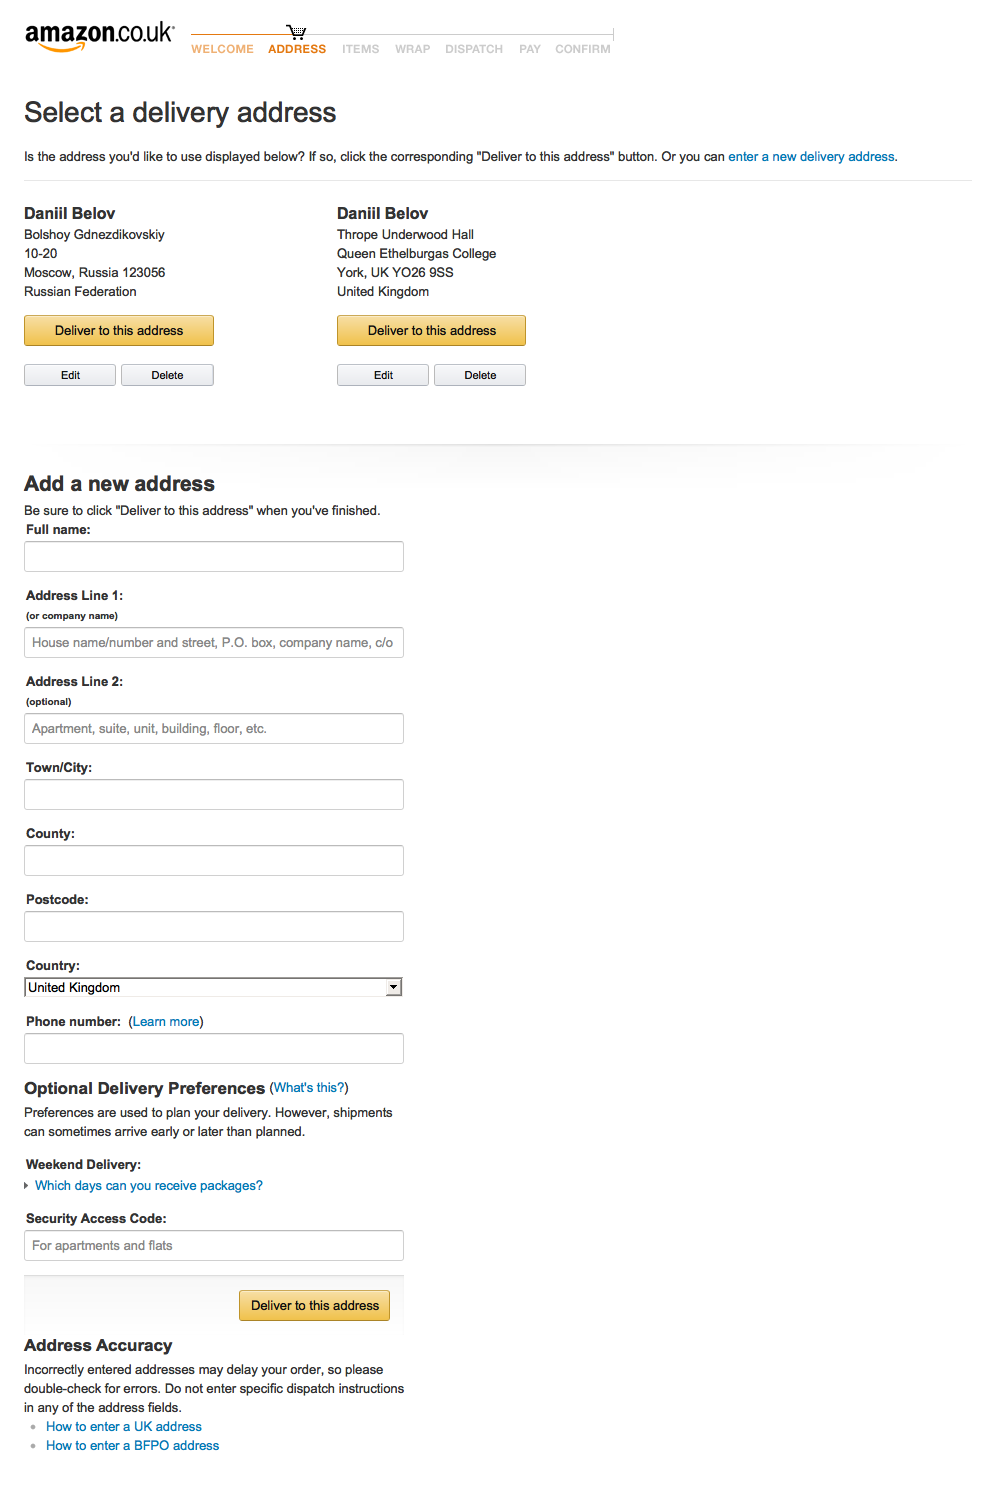 amazon.co.uk
WELCOME ADDRESS ITEMS WRAP DISPATCH PAY CONFIRM
Select a delivery address
Is the address you'd like to use displayed below? If so, click the corresponding "Deliver to this address" button. Or you can enter a new delivery address.
Daniil Belov
Bolshoy Gdnezdikovskiy
10-20
Moscow, Russia 123056
Russian Federation
Deliver to this address
Edit Delete
Daniil Belov
Thrope Underwood Hall
Queen Ethelburgas College
York, UK YO26 9SS
United Kingdom
Deliver to this address
Edit Delete
Add a new address
Be sure to click "Deliver to this address" when you've finished.
Full name:
Address Line 1:
(or company name)
House name/number and street, P.O. box, company name, c/o
Address Line 2:
(optional)
Apartment, suite, unit, building, floor, etc.
Town/City:
County:
Postcode:
Country:
United Kingdom
Phone number: (Learn more)
Optional Delivery Preferences (What's this?)
Preferences are used to plan your delivery. However, shipments
can sometimes arrive early or later than planned.
Weekend Delivery:
Which days can you receive packages?
Security Access Code:
For apartments and flats
Deliver to this address
Address Accuracy
Incorrectly entered addresses may delay your order, so please
double-check for errors. Do not enter specific dispatch instructions
in any of the address fields.
How to enter a UK address
How to enter a BFPO address